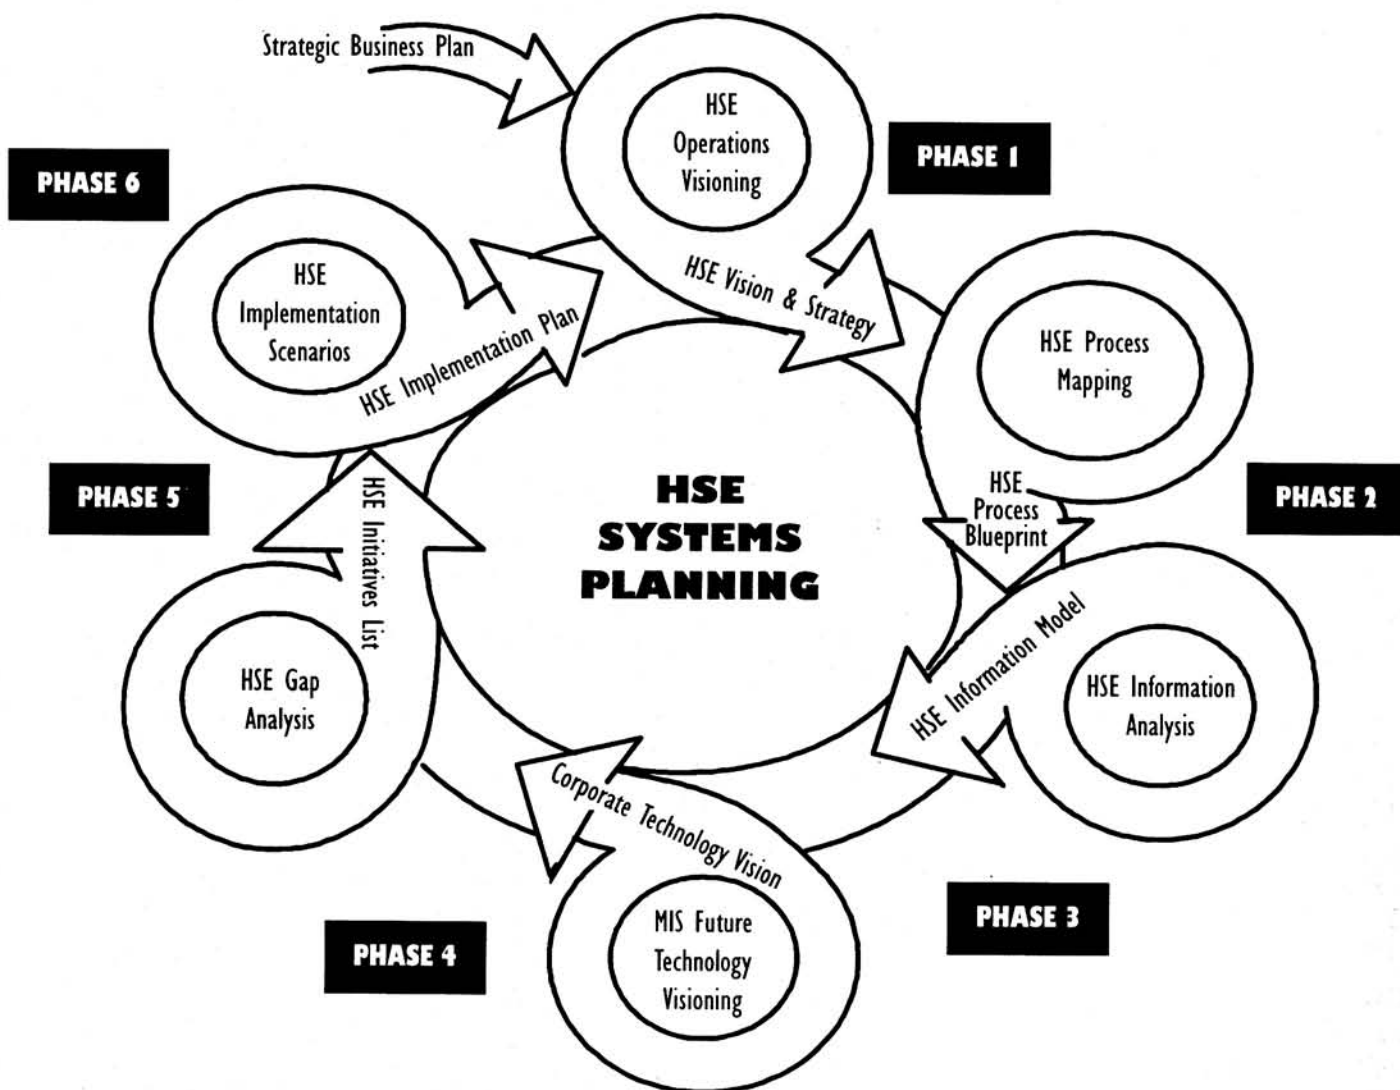 Strategic Business Plan
HSE
Operations
Visioning
PHASE 1
HSE Vision & Strategy
HSE Process
Mapping
PHASE 2
HSE
Process
Blueprint
HSE Information
Analysis
HSE Information Model
PHASE 3
MIS Future
Technology
Visioning
Corporate Technology Vision
PHASE 4
HSE Gap
Analysis
HSE Initiatives List
PHASE 5
HSE
Implementation
Scenarios
HSE Implementation Plan
PHASE 6
HSE
SYSTEMS
PLANNING